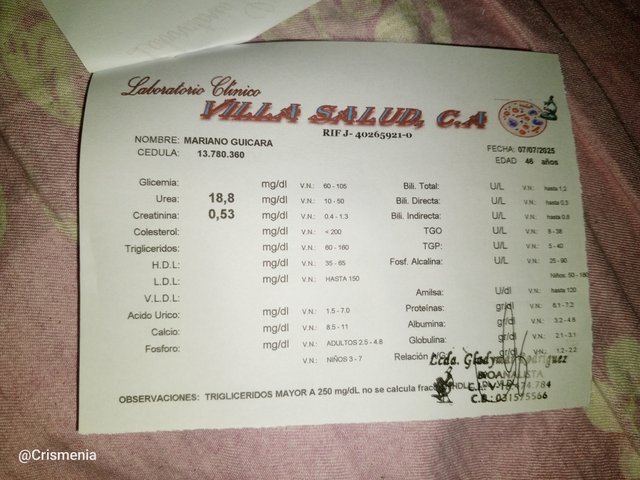 Laboratorio Clínico
VILLA SALUD, C.A
RIF J- 40265921-0
NOMBRE: MARIANO GUICARA
CEDULA: 13.780.360
FECHA: 07/07/2025
EDAD 46 años
Glicemia: mg/dl V.N.: 60 - 105
Urea: 18,8 mg/dl V.N.: 10 - 50
Creatinina: 0,53 mg/dl V.N.: 0.4 - 1.3
Colesterol: mg/dl V.N.: < 200
Trigliceridos: mg/dl V.N.: 60 - 160
H.D.L: mg/dl V.N.: 35 - 65
L.D.L: mg/dl V.N.: HASTA 150
V.L.D.L: mg/dl
Acido Urico: mg/dl V.N.: 1.5 - 7.0
Calcio: mg/dl V.N.: 8.5 - 11
Fosforo: mg/dl V.N.: ADULTOS 2.5 - 4.8
V.N.: NIÑOS 3 - 7
Bili. Total: U/L V.N.: hasta 1,2
Bili. Directa: U/L V.N.: hasta 0,3
Bili. Indirecta: U/L V.N.: hasta 0.8
TGO U/L V.N.: 8 - 38
TGP: U/L V.N.: 5 - 40
Fosf. Alcalina: U/L V.N.: 25 - 90
Niños: 50 - 180
Amilsa: U/dl V.N.: hasta 120
Proteínas: gr/dl V.N.: 6.1 - 7.2
Albumina: gr/dl V.N.: 3.2 - 4.8
Globulina: gr/dl V.N.: 2.1 - 3.1
Relación V.N.: 1.2 - 2.2
Lcda.
BIOANALISTA
C.B.: 031575566
OBSERVACIONES: TRIGLICERIDOS MAYOR A 250 mg/dL no se calcula
@Crismenia